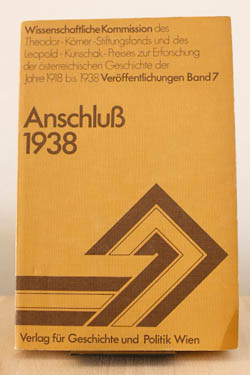 Wissenschaftliche Kommission des
Theodor-Körner-Stiftungsfonds und des
Leopold-Kunschak-Preises zur Erforschung
der österreichischen Geschichte der
Jahre 1918 bis 1938 Veröffentlichungen Band 7
Anschluß
1938
Verlag für Geschichte und Politik Wien